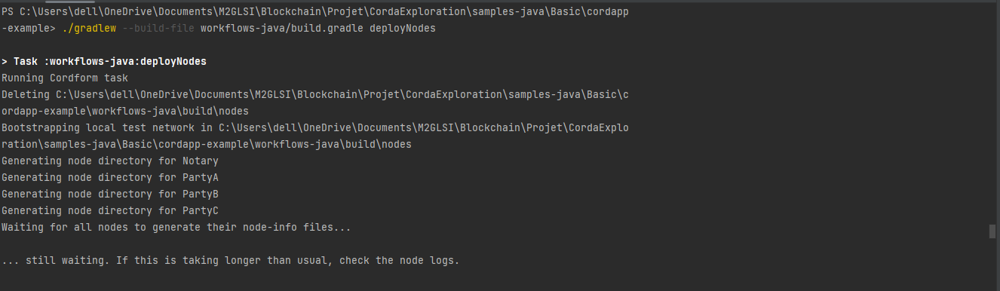 PS C:\Users\dell\OneDrive\Documents\M2GLSI\Blockchain\Projet\CordaExploration\samples-java\Basic\cordapp
-example> ./gradlew --build-file workflows-java/build.gradle deployNodes
> Task :workflows-java:deployNodes
Running Cordform task
Deleting C:\Users\dell\OneDrive\Documents\M2GLSI\Blockchain\Projet\CordaExploration\samples-java\Basic\c
ordapp-example\workflows-java\build\nodes
Bootstrapping local test network in C:\Users\dell\OneDrive\Documents\M2GLSI\Blockchain\Projet\CordaExplo
ration\samples-java\Basic\cordapp-example\workflows-java\build\nodes
Generating node directory for Notary
Generating node directory for PartyA
Generating node directory for PartyB
Generating node directory for PartyC
Waiting for all nodes to generate their node-info files...
... still waiting. If this is taking longer than usual, check the node logs.